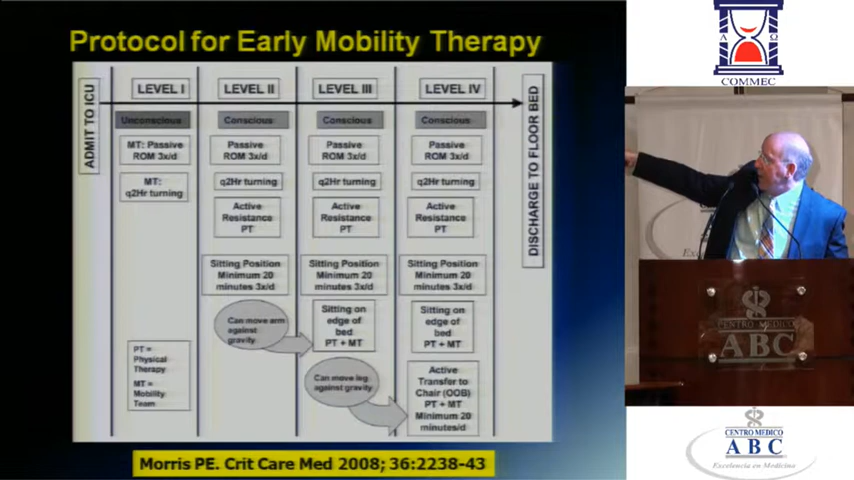 Protocol for Early Mobility Therapy
ADMIT TO ICU
LEVEL I
LEVEL II
LEVEL III
LEVEL IV
DISCHARGE TO FLOOR BED
Unconscious
Conscious
Conscious
Conscious
MT: Passive
ROM 3x/d
Passive
ROM 3x/d
Passive
ROM 3x/d
Passive
ROM 3x/d
MT:
q2Hr turning
q2Hr turning
q2Hr turning
q2Hr turning
Active
Resistance
PT
Active
Resistance
PT
Active
Resistance
PT
Sitting Position
Minimum 20
minutes 3x/d
Sitting Position
Minimum 20
minutes 3x/d
Sitting Position
Minimum 20
minutes 3x/d
Can move arm
against
gravity
Sitting on
edge of
bed
PT + MT
Sitting on
edge of
bed
PT + MT
PT =
Physical
Therapy
MT =
Mobility
Team
Can move leg
against gravity
Active
Transfer to
Chair (OOB)
PT + MT
Minimum 20
minutes/d
Morris PE. Crit Care Med 2008; 36:2238-43
Α Ω
COMMEC
CENTRO MEDICO
ABC
CENTRO MEDICO
ABC
Excelencia en Medicina